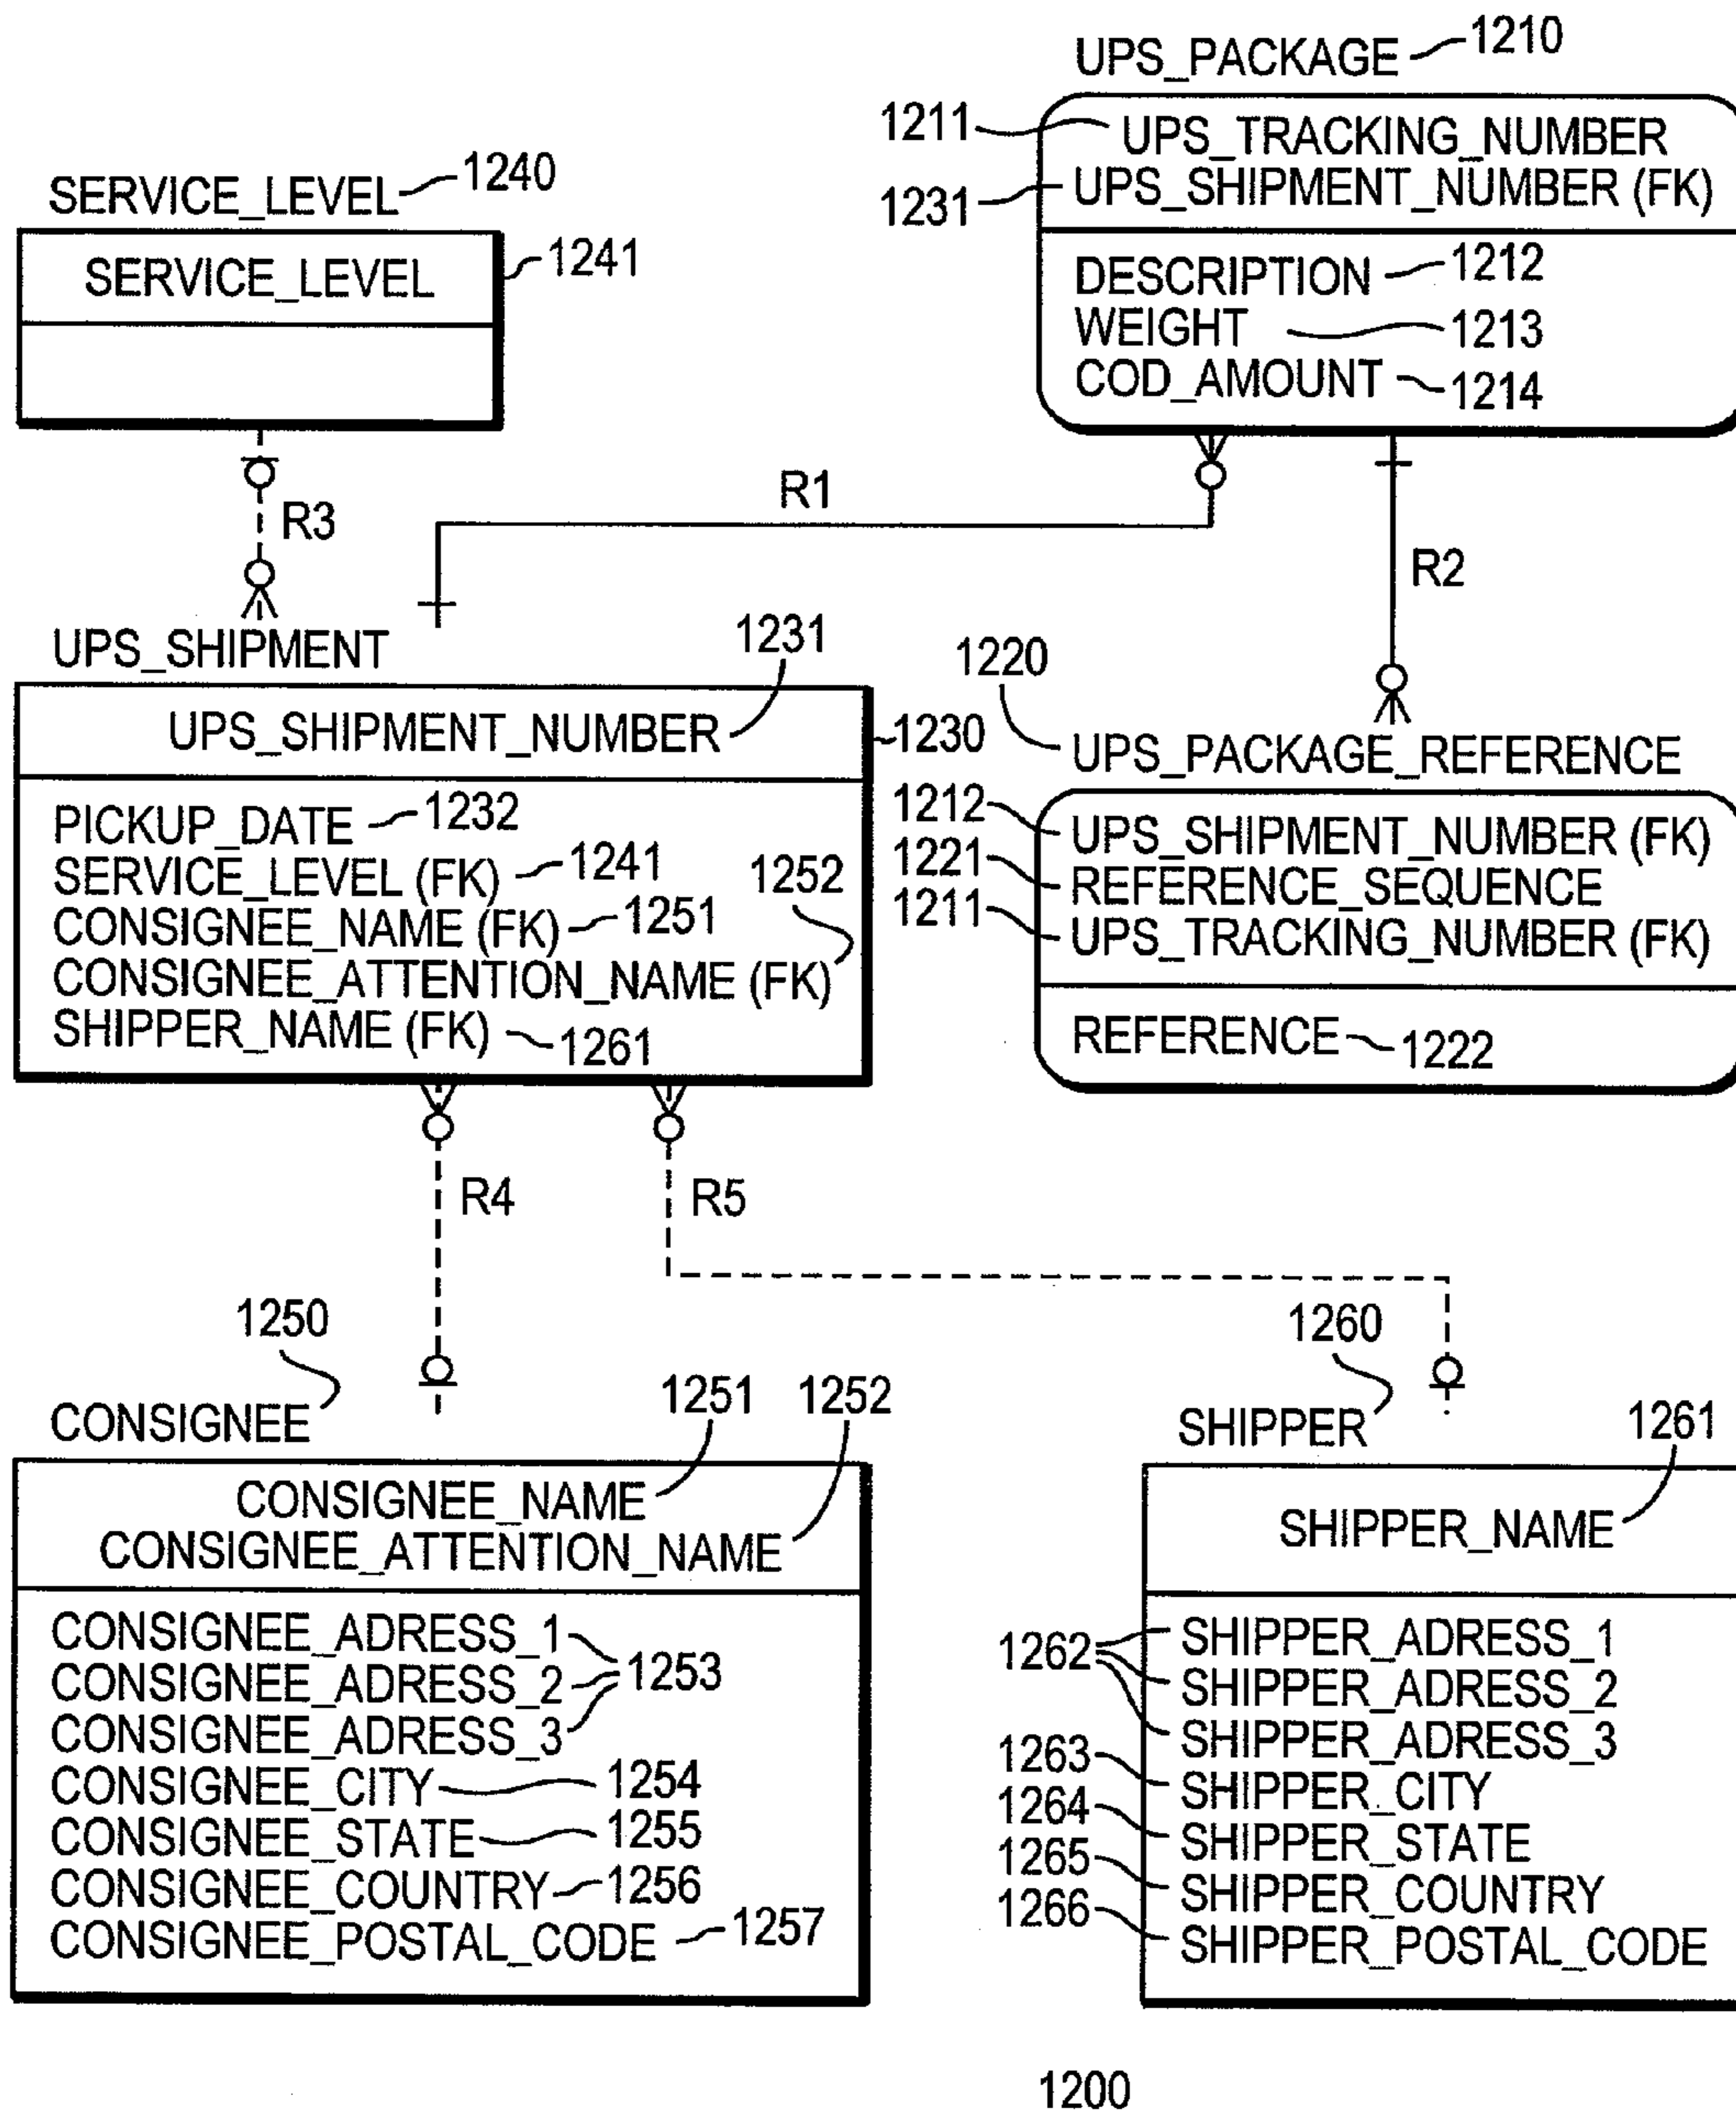 UPS_PACKAGE 1210
1211 UPS_TRACKING_NUMBER
1231 UPS_SHIPMENT_NUMBER (FK)
DESCRIPTION 1212
WEIGHT 1213
COD_AMOUNT 1214
SERVICE_LEVEL 1240
SERVICE_LEVEL 1241
R3
R1
R2
UPS_SHIPMENT
UPS_SHIPMENT_NUMBER 1231
1230
PICKUP_DATE 1232
SERVICE_LEVEL (FK) 1241
CONSIGNEE_NAME (FK) 1251
CONSIGNEE_ATTENTION_NAME (FK) 1252
SHIPPER_NAME (FK) 1261
1220
UPS_PACKAGE_REFERENCE
1212 UPS_SHIPMENT_NUMBER (FK)
1221 REFERENCE_SEQUENCE
1211 UPS_TRACKING_NUMBER (FK)
REFERENCE 1222
R4
R5
1250
CONSIGNEE
CONSIGNEE_NAME 1251
CONSIGNEE_ATTENTION_NAME 1252
CONSIGNEE_ADRESS_1
CONSIGNEE_ADRESS_2 1253
CONSIGNEE_ADRESS_3
CONSIGNEE_CITY 1254
CONSIGNEE_STATE 1255
CONSIGNEE_COUNTRY 1256
CONSIGNEE_POSTAL_CODE 1257
1260
SHIPPER
SHIPPER_NAME 1261
1262 SHIPPER_ADRESS_1
SHIPPER_ADRESS_2
SHIPPER_ADRESS_3
1263 SHIPPER_CITY
1264 SHIPPER_STATE
1265 SHIPPER_COUNTRY
1266 SHIPPER_POSTAL_CODE
1200